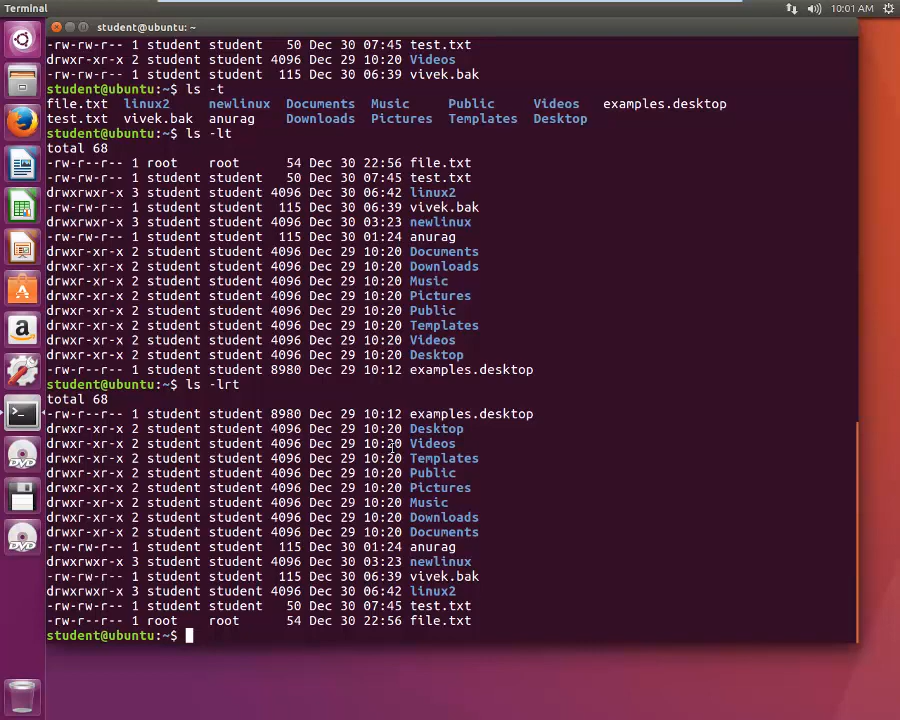 Terminal
10:01 AM
student@ubuntu: ~
-rw-rw-r-- 1 student student   50 Dec 30 07:45 test.txt
drwxr-xr-x 2 student student 4096 Dec 29 10:20 Videos
-rw-rw-r-- 1 student student  115 Dec 30 06:39 vivek.bak
student@ubuntu:~$ ls -t
file.txt  linux2     newlinux  Documents  Music     Public     Videos   examples.desktop
test.txt  vivek.bak  anurag    Downloads  Pictures  Templates  Desktop
student@ubuntu:~$ ls -lt
total 68
-rw-r--r-- 1 root    root      54 Dec 30 22:56 file.txt
-rw-rw-r-- 1 student student   50 Dec 30 07:45 test.txt
drwxrwxr-x 3 student student 4096 Dec 30 06:42 linux2
-rw-rw-r-- 1 student student  115 Dec 30 06:39 vivek.bak
drwxrwxr-x 3 student student 4096 Dec 30 03:23 newlinux
-rw-rw-r-- 1 student student  115 Dec 30 01:24 anurag
drwxr-xr-x 2 student student 4096 Dec 29 10:20 Documents
drwxr-xr-x 2 student student 4096 Dec 29 10:20 Downloads
drwxr-xr-x 2 student student 4096 Dec 29 10:20 Music
drwxr-xr-x 2 student student 4096 Dec 29 10:20 Pictures
drwxr-xr-x 2 student student 4096 Dec 29 10:20 Public
drwxr-xr-x 2 student student 4096 Dec 29 10:20 Templates
drwxr-xr-x 2 student student 4096 Dec 29 10:20 Videos
drwxr-xr-x 2 student student 4096 Dec 29 10:20 Desktop
-rw-r--r-- 1 student student 8980 Dec 29 10:12 examples.desktop
student@ubuntu:~$ ls -lrt
total 68
-rw-r--r-- 1 student student 8980 Dec 29 10:12 examples.desktop
drwxr-xr-x 2 student student 4096 Dec 29 10:20 Desktop
drwxr-xr-x 2 student student 4096 Dec 29 10:20 Videos
drwxr-xr-x 2 student student 4096 Dec 29 10:20 Templates
drwxr-xr-x 2 student student 4096 Dec 29 10:20 Public
drwxr-xr-x 2 student student 4096 Dec 29 10:20 Pictures
drwxr-xr-x 2 student student 4096 Dec 29 10:20 Music
drwxr-xr-x 2 student student 4096 Dec 29 10:20 Downloads
drwxr-xr-x 2 student student 4096 Dec 29 10:20 Documents
-rw-rw-r-- 1 student student  115 Dec 30 01:24 anurag
drwxrwxr-x 3 student student 4096 Dec 30 03:23 newlinux
-rw-rw-r-- 1 student student  115 Dec 30 06:39 vivek.bak
drwxrwxr-x 3 student student 4096 Dec 30 06:42 linux2
-rw-rw-r-- 1 student student   50 Dec 30 07:45 test.txt
-rw-r--r-- 1 root    root      54 Dec 30 22:56 file.txt
student@ubuntu:~$